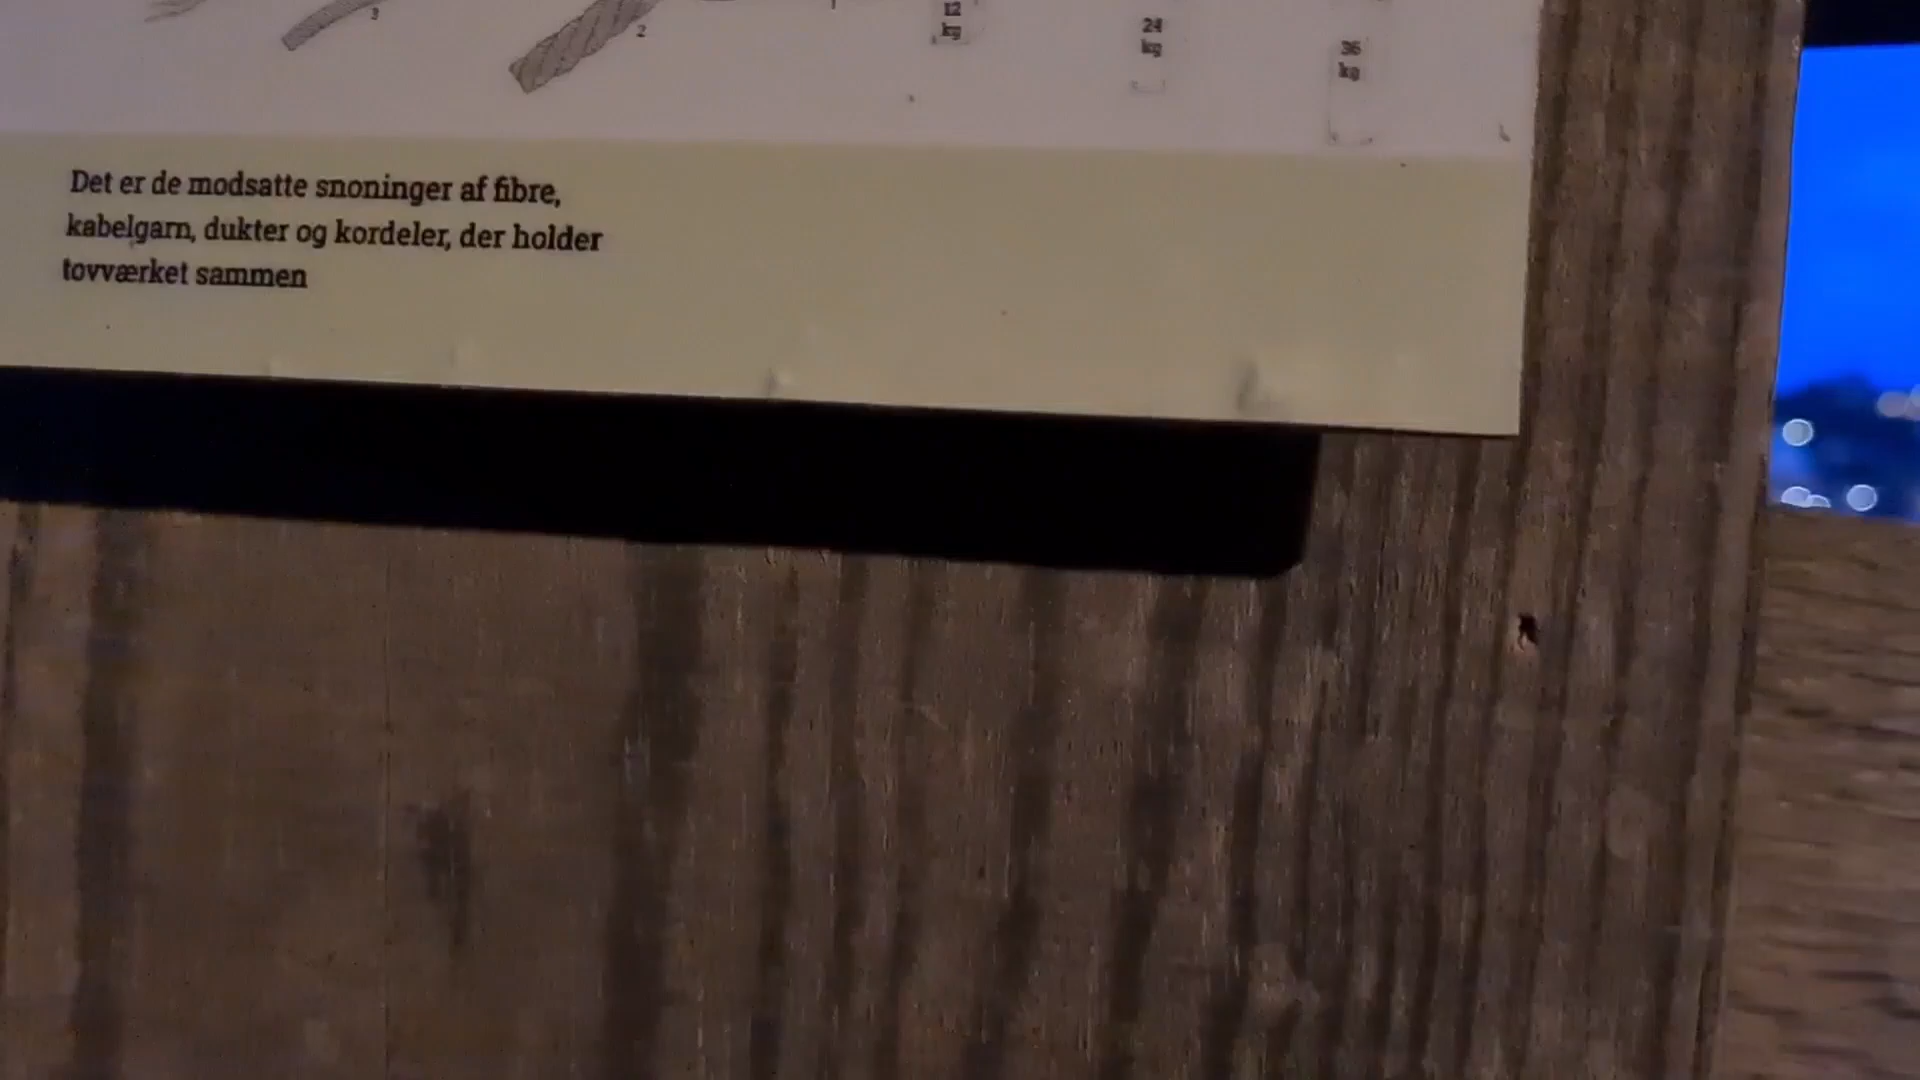 3
2
1
12
kg
24
kg
36
kg
Det er de modsatte snoninger af fibre,
kabelgarn, dukter og kordeler, der holder
tovværket sammen